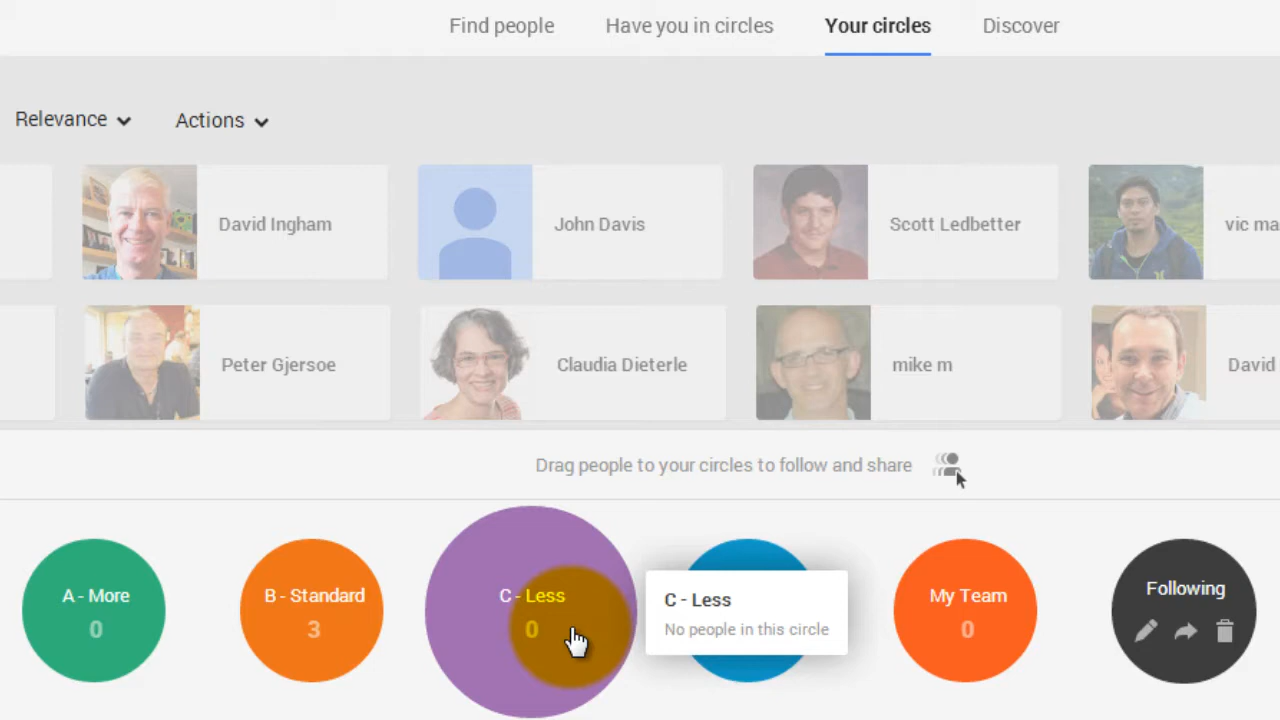 Find people
Have you in circles
Your circles
Discover
Relevance
Actions
David Ingham
John Davis
Scott Ledbetter
vic ma
Peter Gjersoe
Claudia Dieterle
mike m
David
Drag people to your circles to follow and share
A - More
0
B - Standard
3
C - Less
0
C - Less
No people in this circle
My Team
0
Following